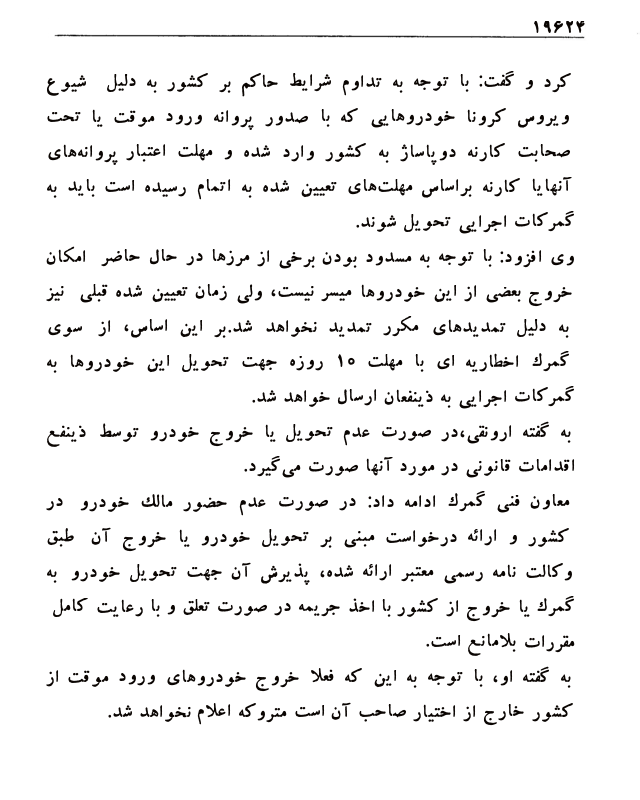 ۱۹۶۲۴
کرد و گفت: با توجه به تداوم شرایط حاکم بر کشور به دلیل شیوع
ویروس کرونا خودروهایی که با صدور پروانه ورود موقت یا تحت
صحابت کارنه دوپاساژ به کشور وارد شده و مهلت اعتبار پروانه‌های
آنهایا کارنه براساس مهلت‌های تعیین شده به اتمام رسیده است باید به
گمرکات اجرایی تحویل شوند.
وی افزود: با توجه به مسدود بودن برخی از مرزها در حال حاضر امکان
خروج بعضی از این خودروها میسر نیست، ولی زمان تعیین شده قبلی نیز
به دلیل تمدیدهای مکرر تمدید نخواهد شد.بر این اساس، از سوی
گمرک اخطاریه ای با مهلت ۱۵ روزه جهت تحویل این خودروها به
گمرکات اجرایی به ذینفعان ارسال خواهد شد.
به گفته ارونقی،در صورت عدم تحویل یا خروج خودرو توسط ذینفع
اقدامات قانونی در مورد آنها صورت می‌گیرد.
معاون فنی گمرک ادامه داد: در صورت عدم حضور مالک خودرو در
کشور و ارائه درخواست مبنی بر تحویل خودرو یا خروج آن طبق
وکالت نامه رسمی معتبر ارائه شده، پذیرش آن جهت تحویل خودرو به
گمرک یا خروج از کشور با اخذ جریمه در صورت تعلق و با رعایت کامل
مقررات بلامانع است.
به گفته او، با توجه به این که فعلا خروج خودروهای ورود موقت از
کشور خارج از اختیار صاحب آن است متروکه اعلام نخواهد شد.